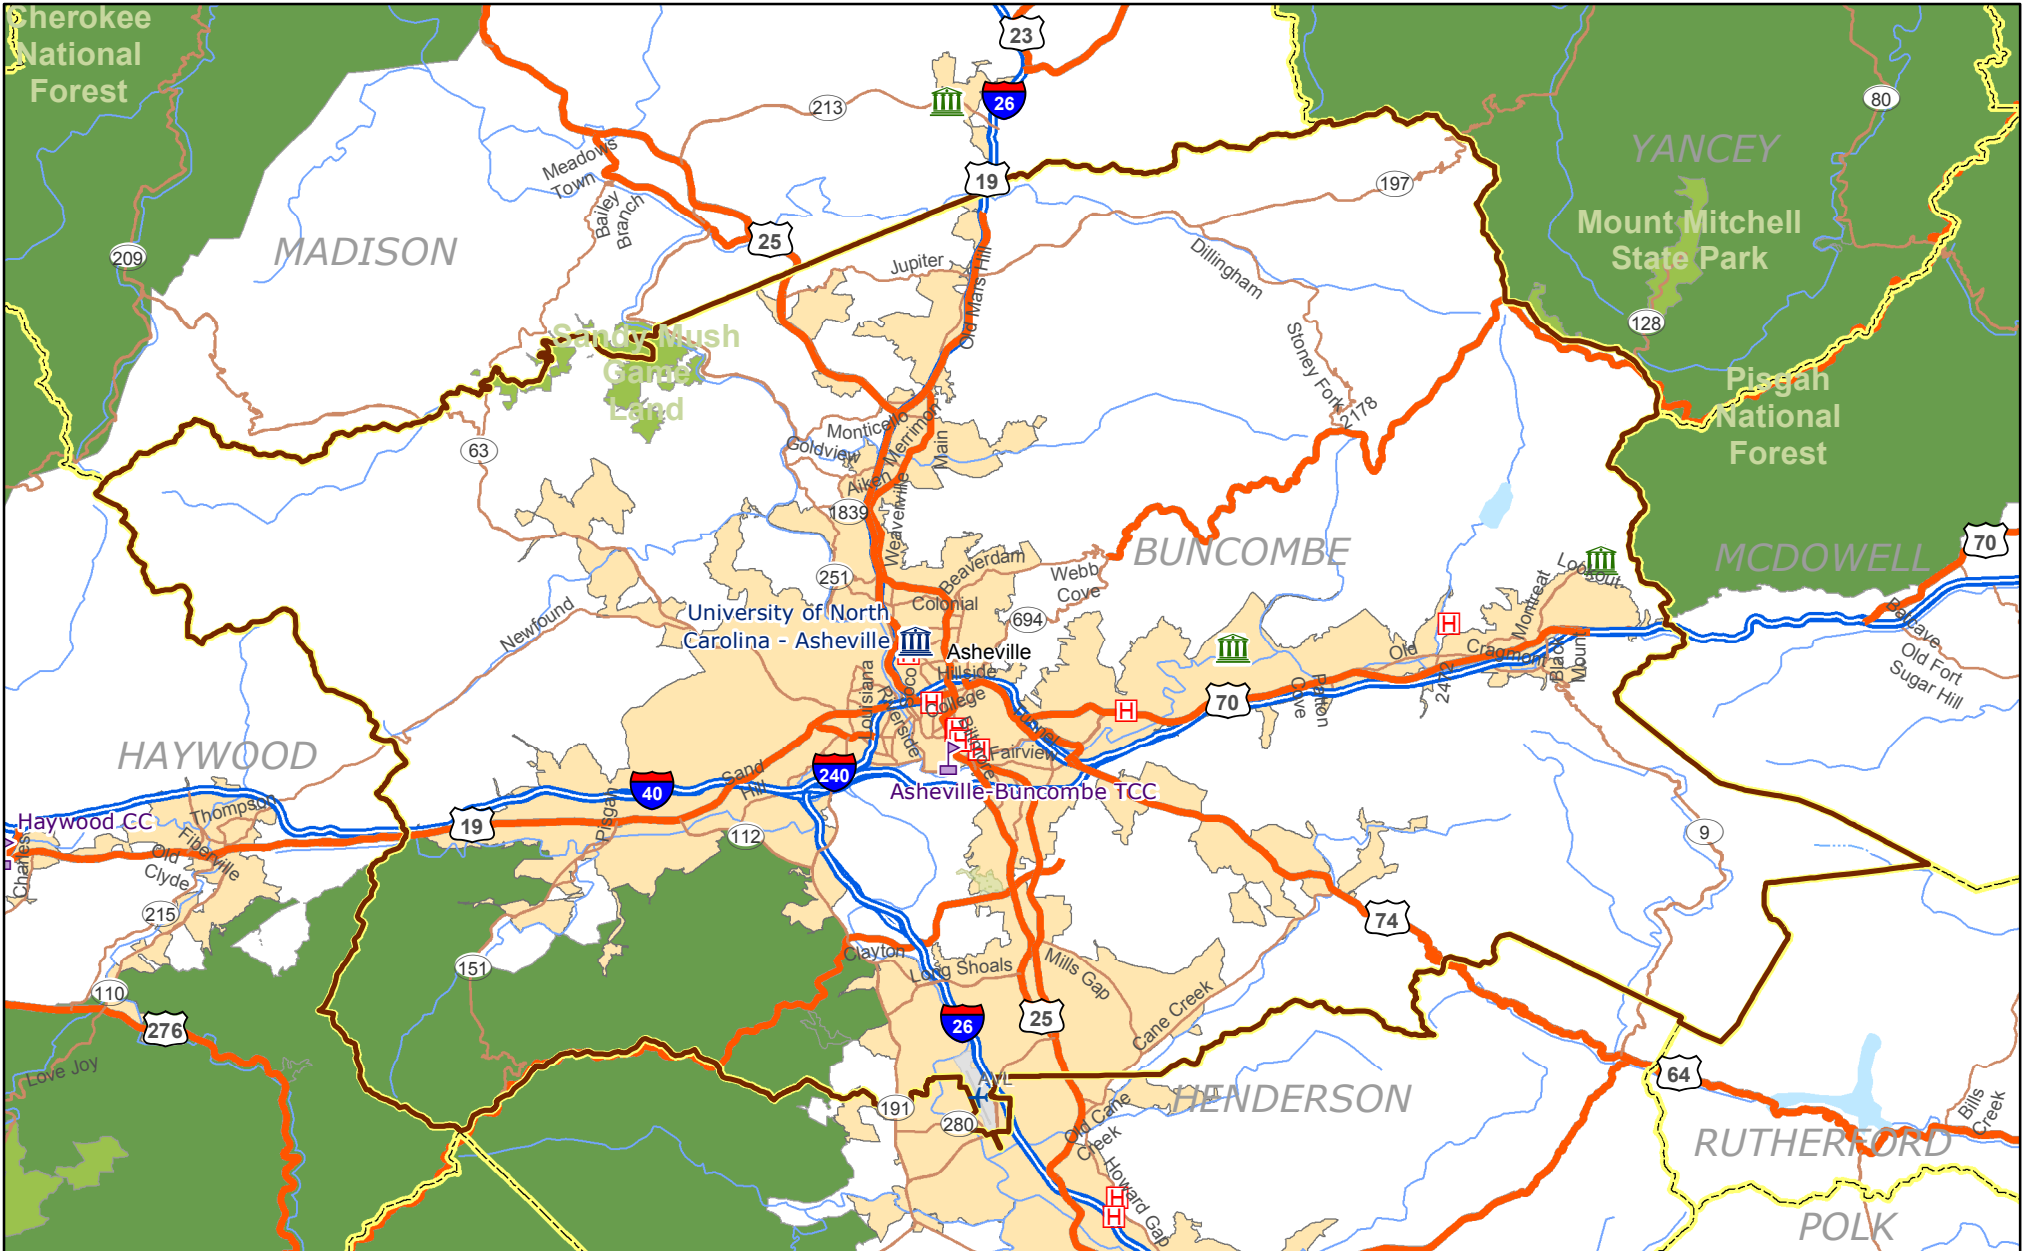 Cherokee
National
Forest
23
26
213
80
YANCEY
19
197
Meadows
Town
Bailey
Branch
Mount Mitchell
State Park
25
MADISON
209
Jupiter
Dillingham
Old Mars Hill
128
Sandy Mush
Game
Land
Stoney Fork
2178
Pisgah
National
Forest
Monticello
Merrimon
Main
63
Goldview
Aiken
1839
Weaverville
BUNCOMBE
MCDOWELL
70
Lookout
Beaverdam
Webb
Cove
251
Colonial
Montreat
Newfound
University of North
Carolina - Asheville
694
H
Asheville
Old
Cragmont
Black
Mount
Batcave
Old Fort
Sugar Hill
Hillside
Louisiana
Riverside
College
H
H
70
Cove
Patton
2472
Tunnel
Biltmore
Fairview
H
H
HAYWOOD
Sand
Hill
240
40
Asheville-Buncombe TCC
Haywood CC
Thompson
19
Pisgah
112
9
Charles
Old
Clyde
Fiberville
215
74
Clayton
Long Shoals
Mills Gap
151
110
276
26
25
Cane Creek
Love Joy
AVL
64
191
280
HENDERSON
Old Cane
Creek
Bills
Creek
RUTHERFORD
Howard Gap
H
H
POLK